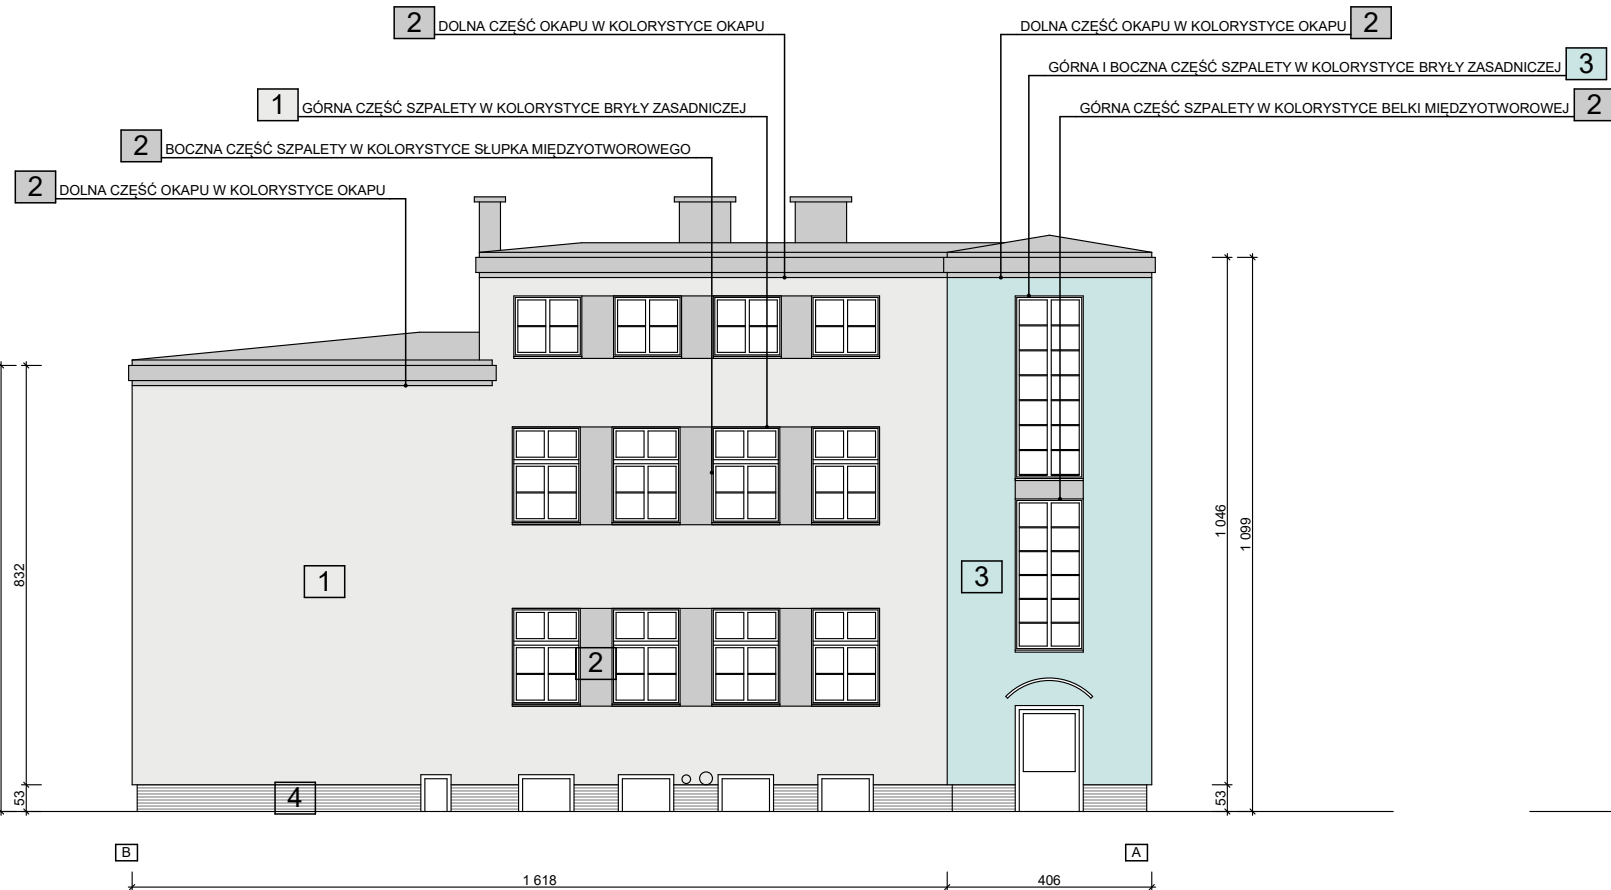 2 DOLNA CZĘŚĆ OKAPU W KOLORYSTYCE OKAPU
DOLNA CZĘŚĆ OKAPU W KOLORYSTYCE OKAPU 2
GÓRNA I BOCZNA CZĘŚĆ SZPALETY W KOLORYSTYCE BRYŁY ZASADNICZEJ 3
1 GÓRNA CZĘŚĆ SZPALETY W KOLORYSTYCE BRYŁY ZASADNICZEJ
GÓRNA CZĘŚĆ SZPALETY W KOLORYSTYCE BELKI MIĘDZYOTWOROWEJ 2
2 BOCZNA CZĘŚĆ SZPALETY W KOLORYSTYCE SŁUPKA MIĘDZYOTWOROWEGO
2 DOLNA CZĘŚĆ OKAPU W KOLORYSTYCE OKAPU
1 046
1 099
832
1
3
2
53
4
53
B
A
1 618
406